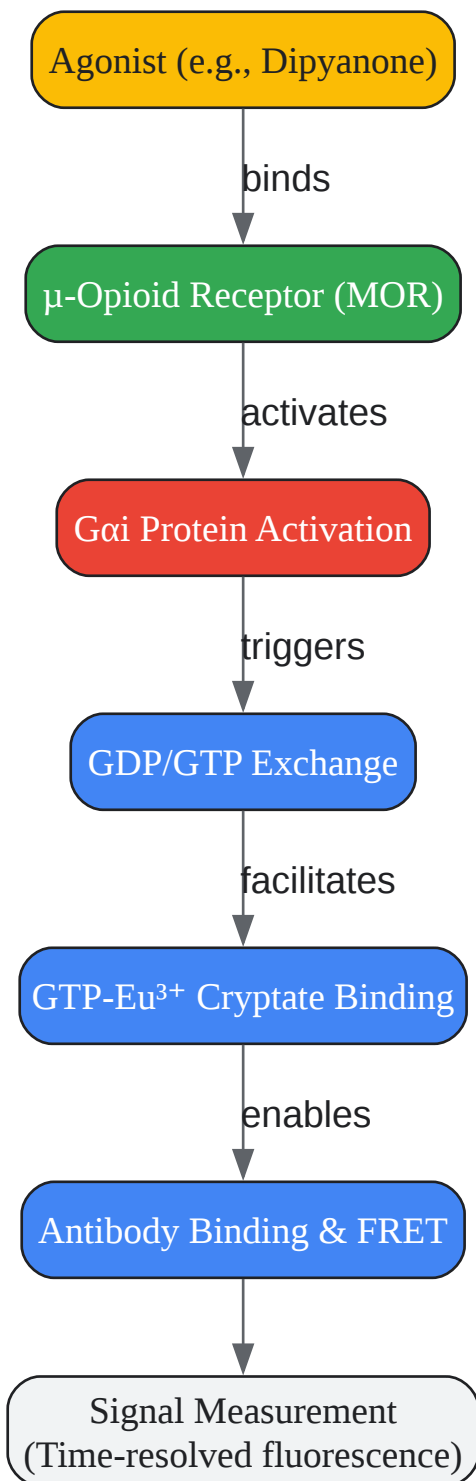 Agonist (e.g., Dipyanone)
binds
µ-Opioid Receptor (MOR)
activates
Gαi Protein Activation
triggers
GDP/GTP Exchange
facilitates
GTP-Eu³⁺ Cryptate Binding
enables
Antibody Binding & FRET
Signal Measurement
(Time-resolved fluorescence)